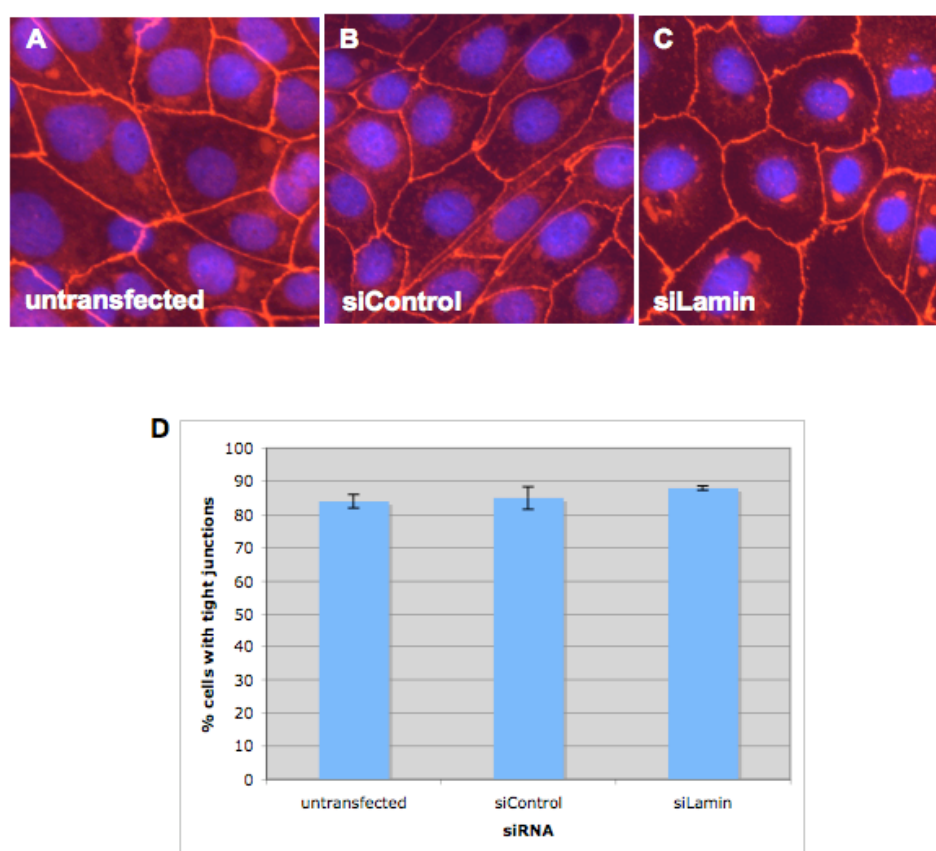 A
B
C
untransfected
siControl
siLamin
D
% cells with tight junctions
100
90
80
70
60
50
40
30
20
10
0
untransfected
siControl
siLamin
siRNA